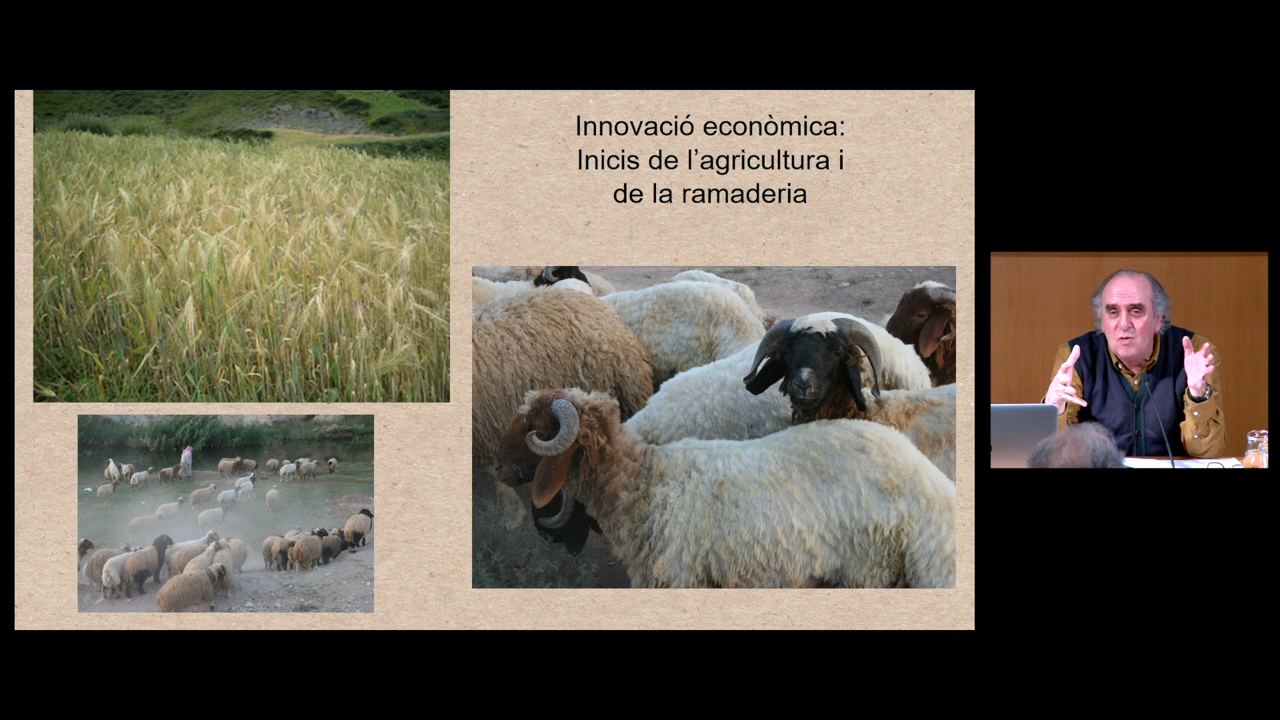 Innovació econòmica:
Inicis de l’agricultura i
de la ramaderia